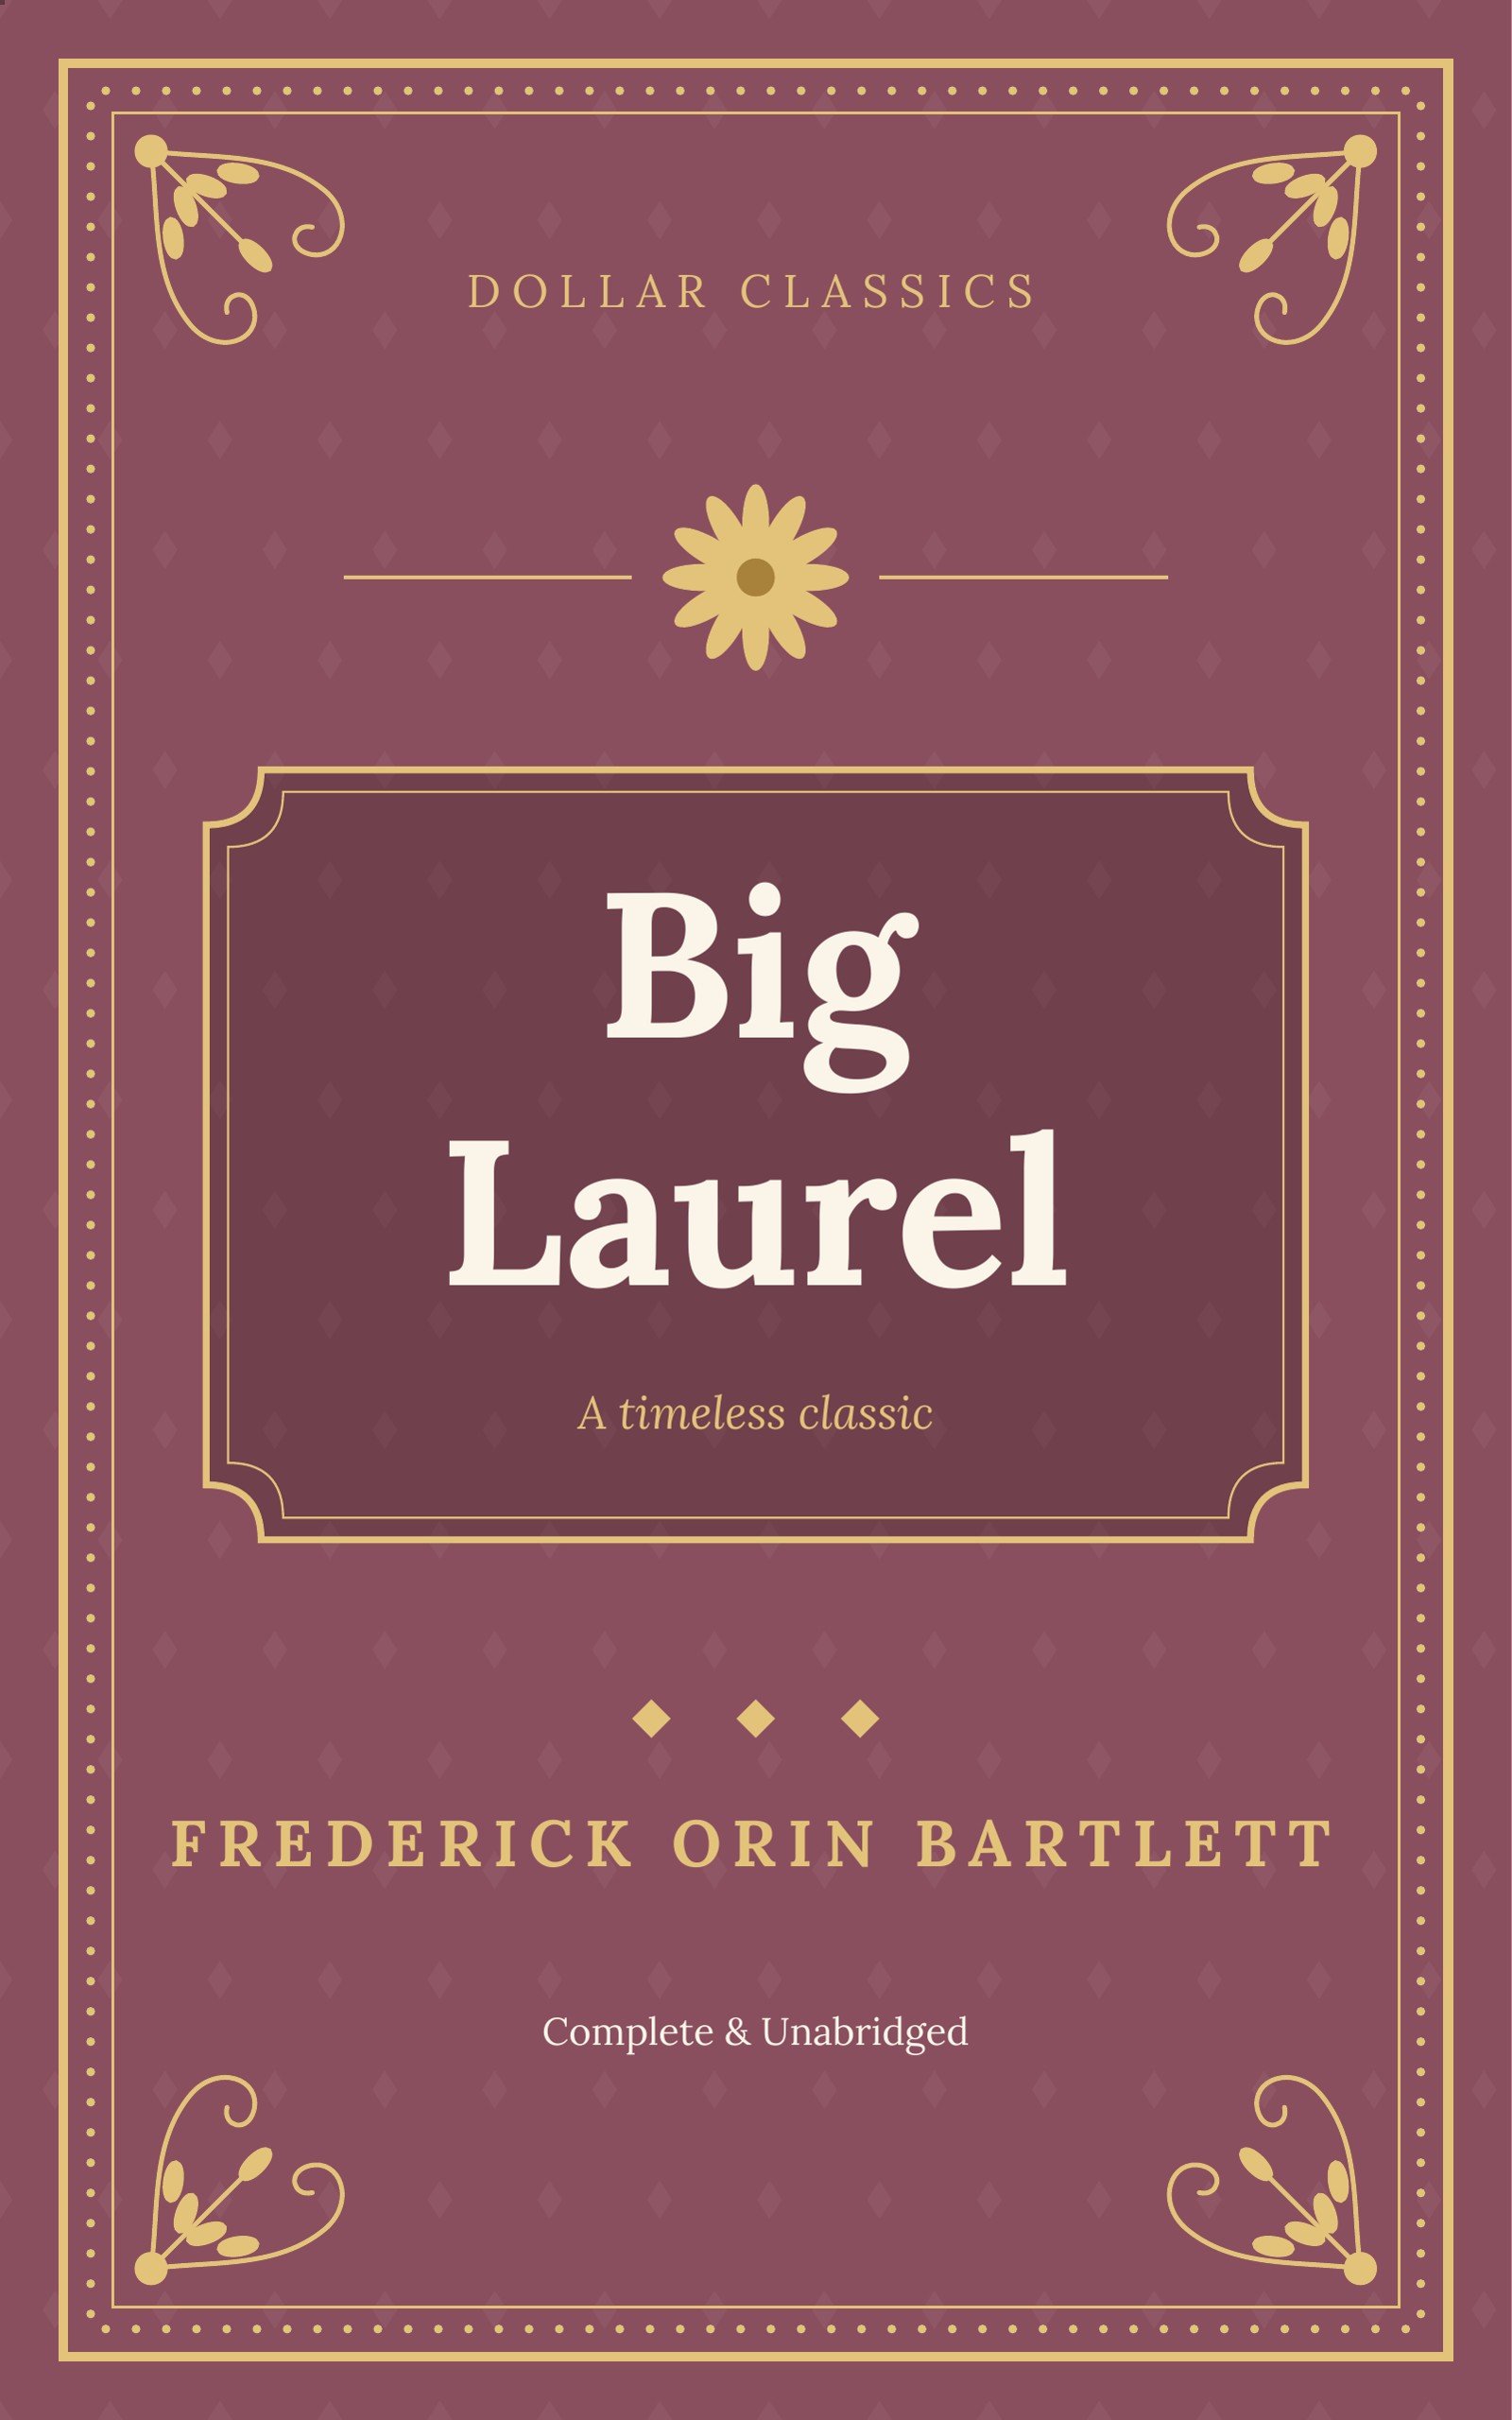 DOLLAR CLASSICS
Big
Laurel
A timeless classic
FREDERICK ORIN BARTLETT
Complete & Unabridged